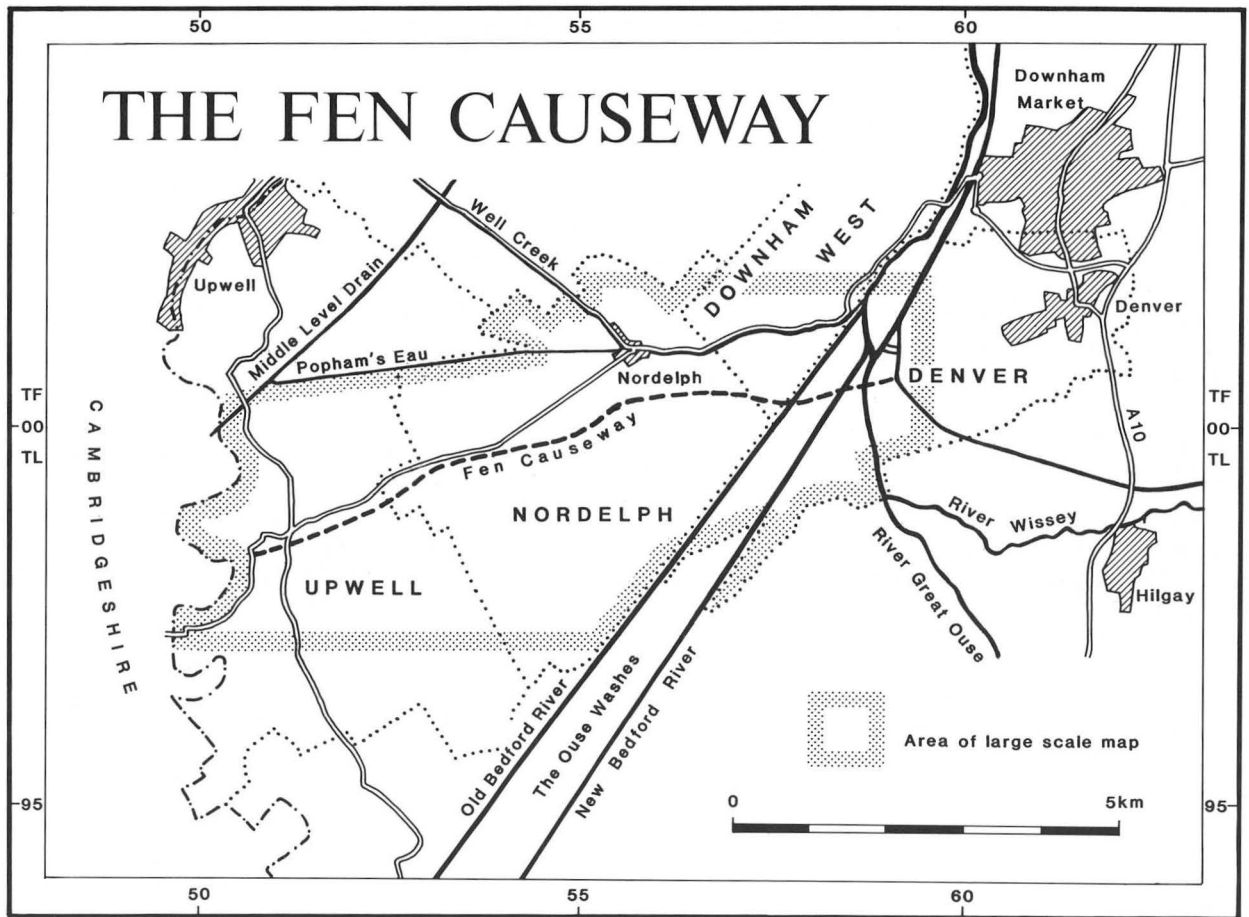 50
55
60
THE FEN CAUSEWAY
Downham
Market
Well Creek
DOWNHAM
WEST
Upwell
Middle Level Drain
Denver
Popham's Eau
Nordelph
DENVER
TF
00
TL
TF
00
TL
CAMBRIDGESHIRE
A10
Fen Causeway
NORDELPH
River
Wissey
River Great Ouse
UPWELL
Hilgay
Old Bedford River
The Ouse Washes
New Bedford River
Area of large scale map
95
95
0
5km
50
55
60